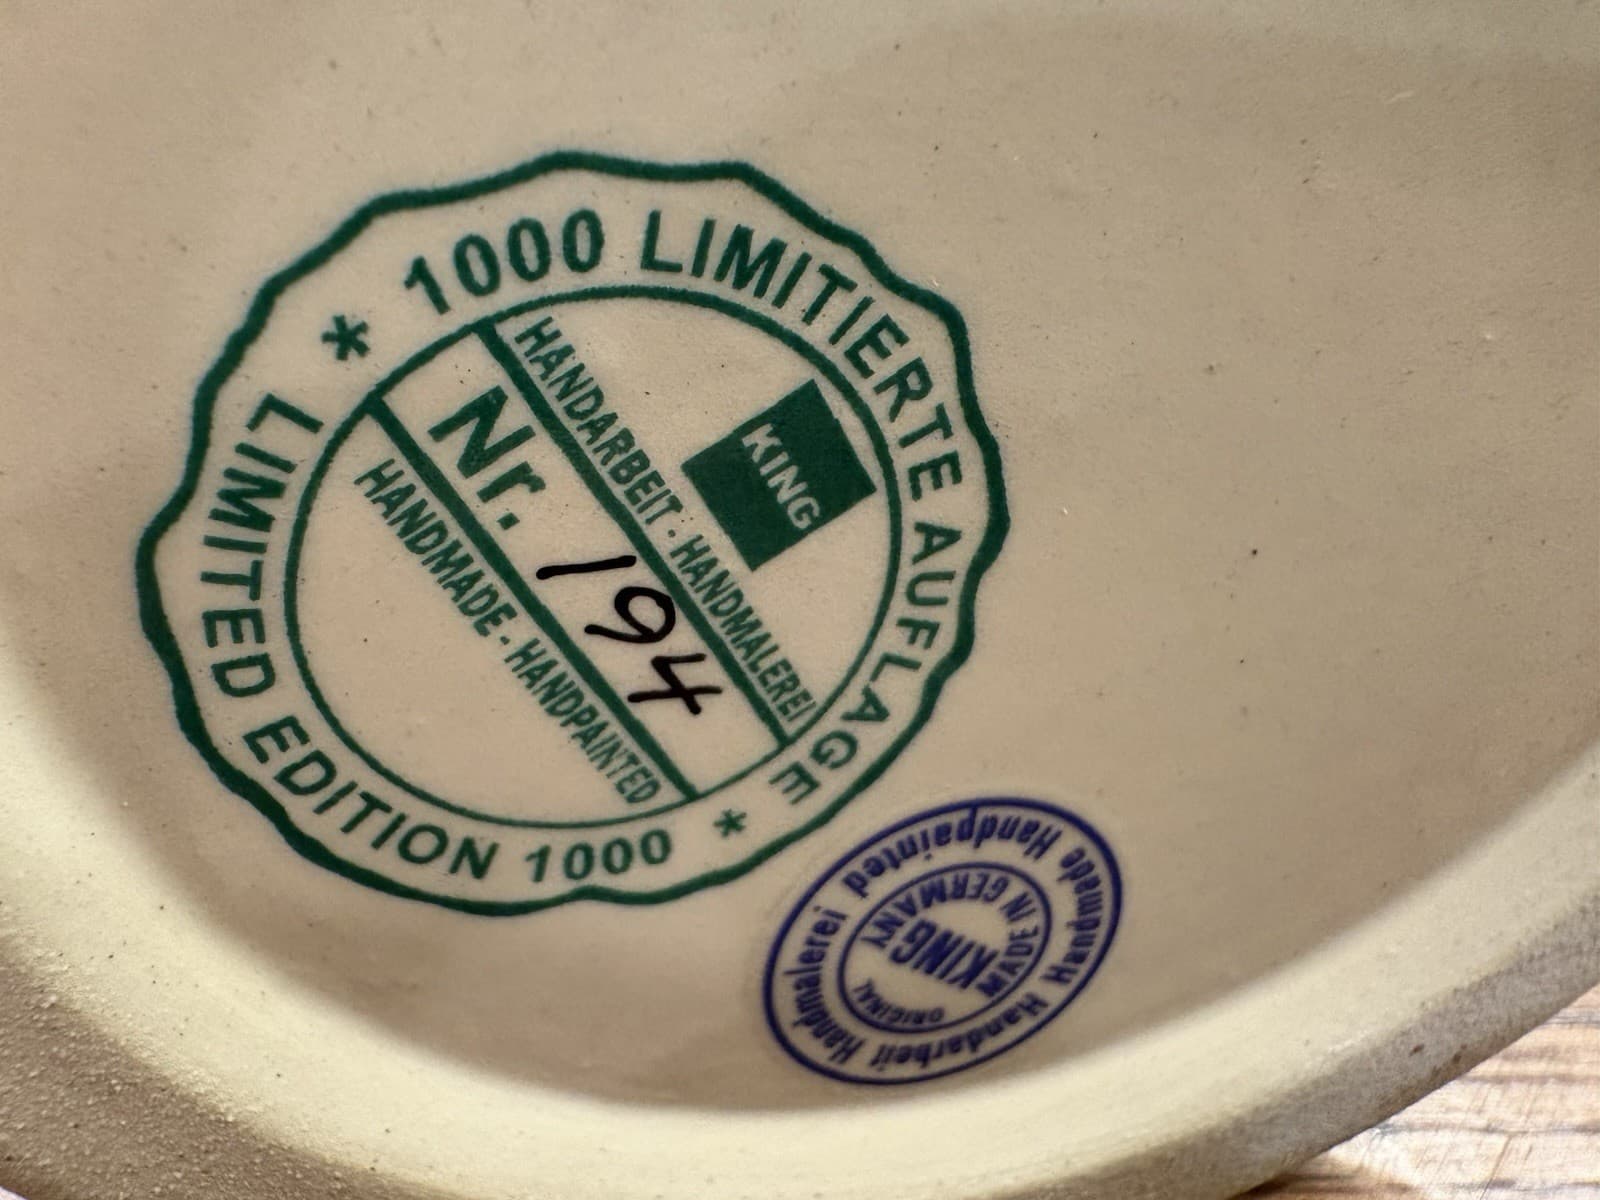 * 1000 LIMITIERTE AUFLAGE *
LIMITED EDITION 1000
KING
HANDARBEIT - HANDMALEREI
Nr. 194
HANDMADE - HANDPAINTED
Handmade Handpainted
Handmalerei Handarbeit
ORIGINAL
KING
MADE IN GERMANY